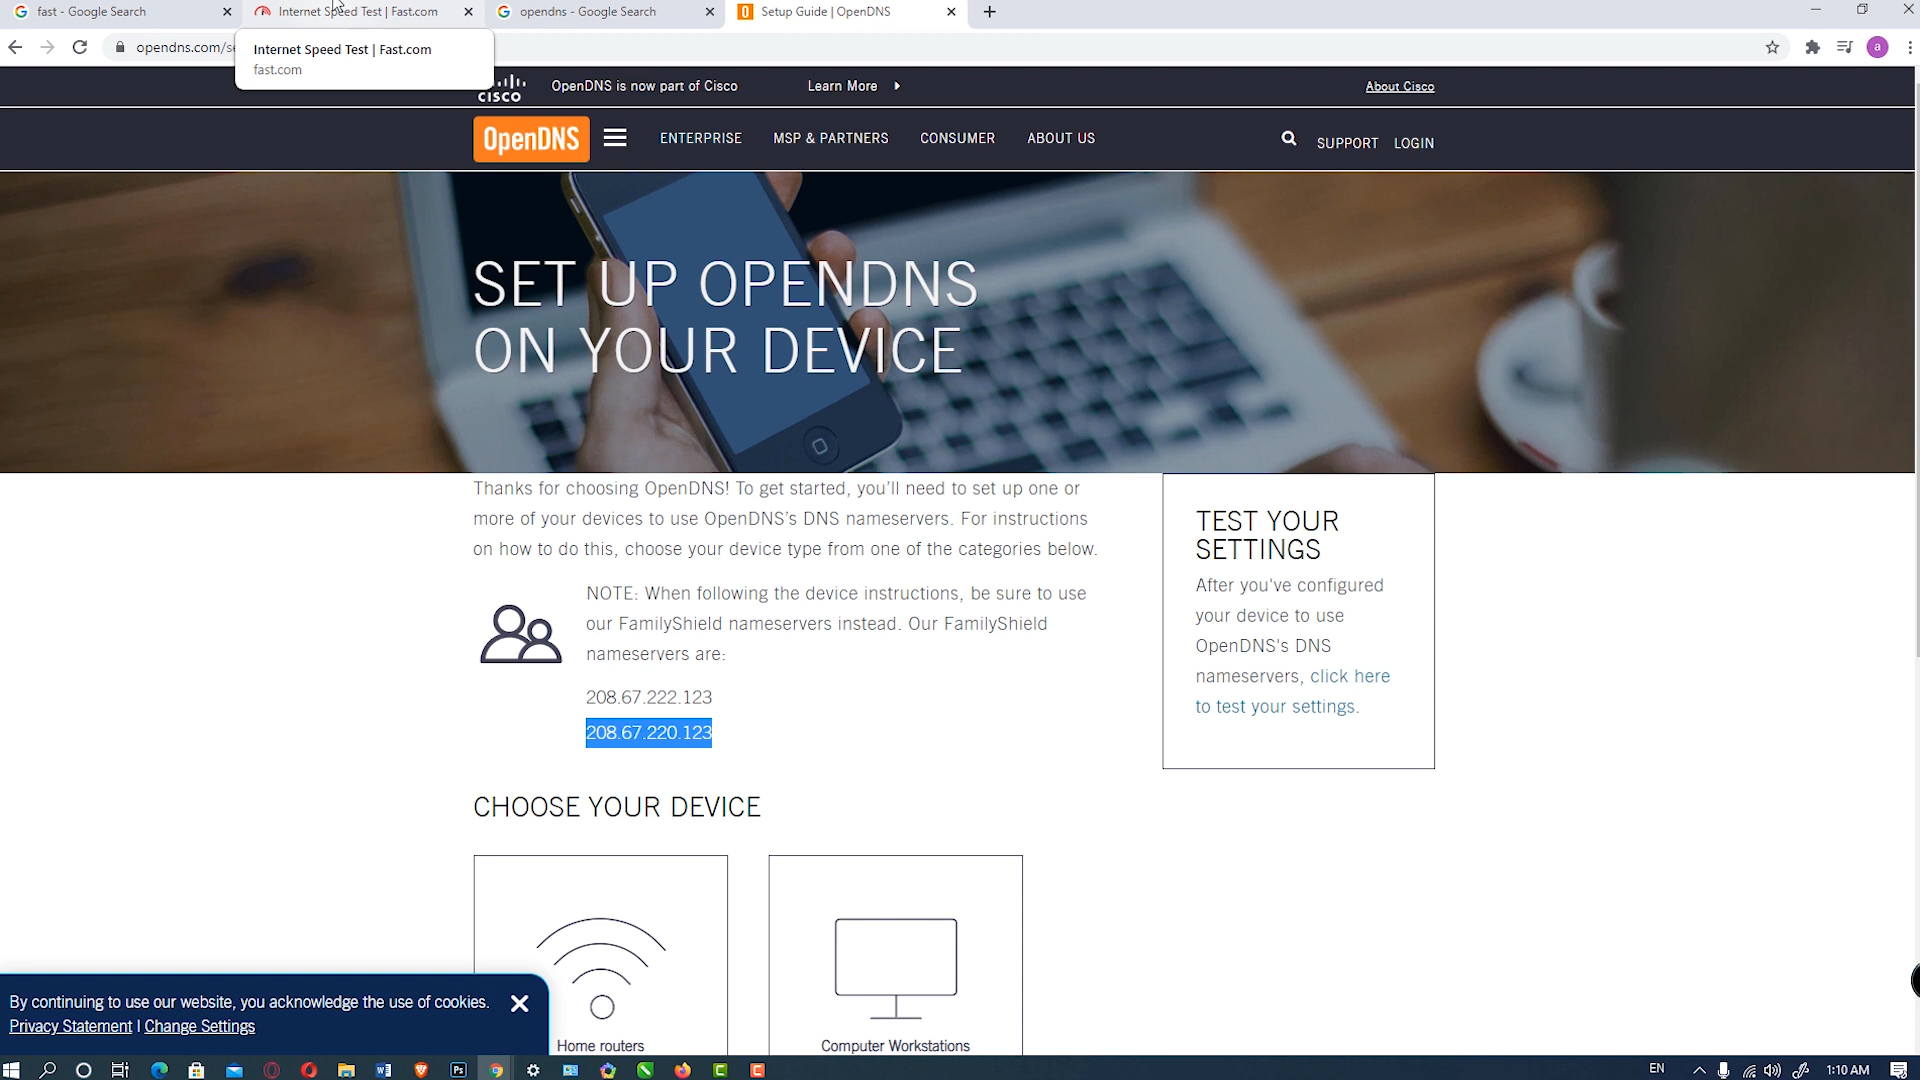 fast - Google Search
Internet Speed Test | Fast.com
opendns - Google Search
Setup Guide | OpenDNS
opendns.com/se
a
Internet Speed Test | Fast.com
fast.com
CISCO
OpenDNS is now part of Cisco
Learn More
About Cisco
OpenDNS
ENTERPRISE
MSP & PARTNERS
CONSUMER
ABOUT US
SUPPORT
LOGIN
SET UP OPENDNS
ON YOUR DEVICE
Thanks for choosing OpenDNS! To get started, you’ll need to set up one or
more of your devices to use OpenDNS’s DNS nameservers. For instructions
on how to do this, choose your device type from one of the categories below.
NOTE: When following the device instructions, be sure to use
our FamilyShield nameservers instead. Our FamilyShield
nameservers are:
208.67.222.123
208.67.220.123
TEST YOUR
SETTINGS
After you've configured
your device to use
OpenDNS's DNS
nameservers, click here
to test your settings.
CHOOSE YOUR DEVICE
Home routers
Computer Workstations
By continuing to use our website, you acknowledge the use of cookies.
Privacy Statement | Change Settings
Ps
EN
1:10 AM